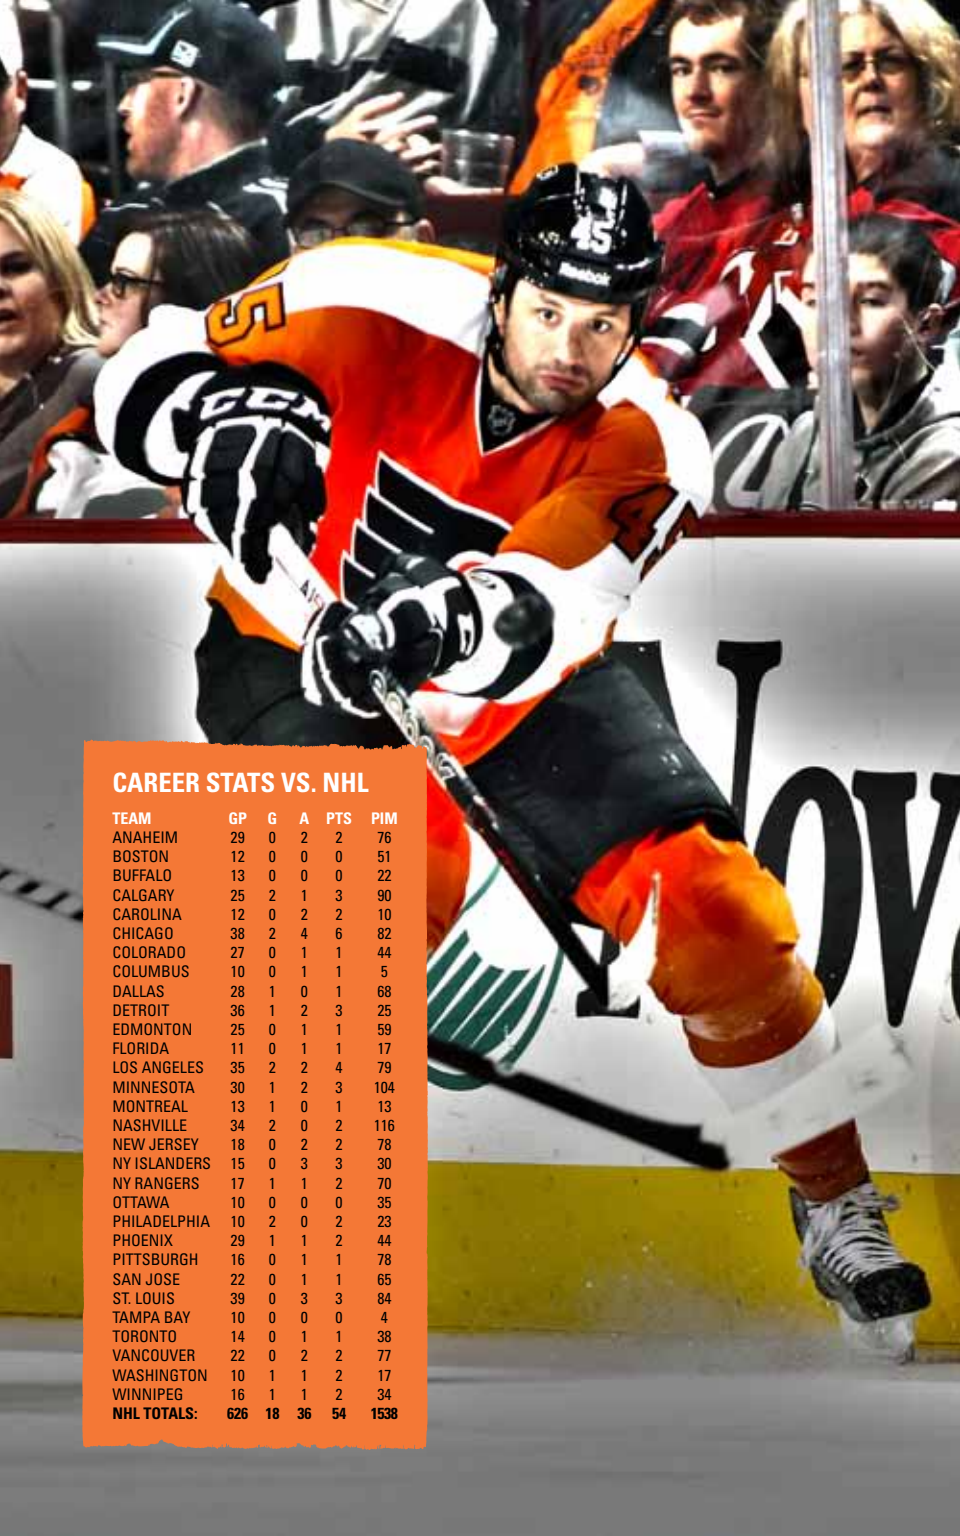 45
Reebok
45
CCM
45
Nova
CAREER STATS VS. NHL
TEAM GP G A PTS PIM
ANAHEIM 29 0 2 2 76
BOSTON 12 0 0 0 51
BUFFALO 13 0 0 0 22
CALGARY 25 2 1 3 90
CAROLINA 12 0 2 2 10
CHICAGO 38 2 4 6 82
COLORADO 27 0 1 1 44
COLUMBUS 10 0 1 1 5
DALLAS 28 1 0 1 68
DETROIT 36 1 2 3 25
EDMONTON 25 0 1 1 59
FLORIDA 11 0 1 1 17
LOS ANGELES 35 2 2 4 79
MINNESOTA 30 1 2 3 104
MONTREAL 13 1 0 1 13
NASHVILLE 34 2 0 2 116
NEW JERSEY 18 0 2 2 78
NY ISLANDERS 15 0 3 3 30
NY RANGERS 17 1 1 2 70
OTTAWA 10 0 0 0 35
PHILADELPHIA 10 2 0 2 23
PHOENIX 29 1 1 2 44
PITTSBURGH 16 0 1 1 78
SAN JOSE 22 0 1 1 65
ST. LOUIS 39 0 3 3 84
TAMPA BAY 10 0 0 0 4
TORONTO 14 0 1 1 38
VANCOUVER 22 0 2 2 77
WASHINGTON 10 1 1 2 17
WINNIPEG 16 1 1 2 34
NHL TOTALS: 626 18 36 54 1538